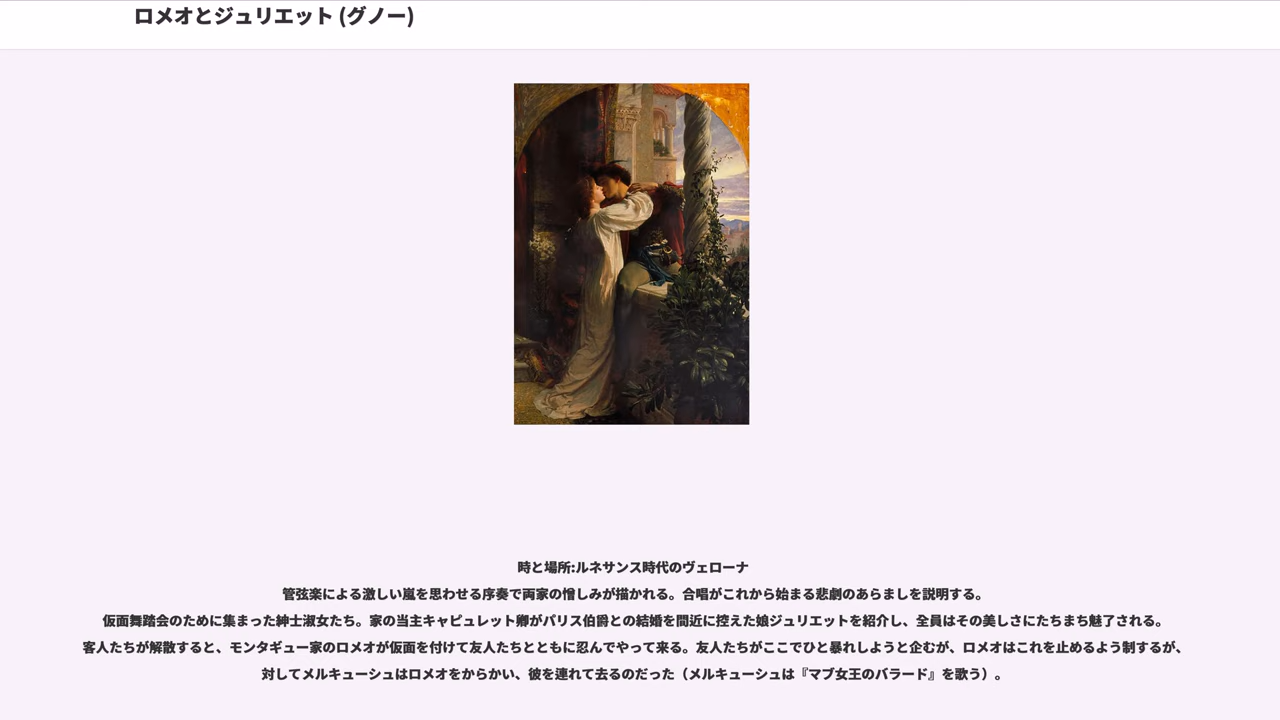 ロメオとジュリエット (グノー)
時と場所:ルネサンス時代のヴェローナ
管弦楽による激しい嵐を思わせる序奏で両家の憎しみが描かれる。合唱がこれから始まる悲劇のあらましを説明する。
仮面舞踏会のために集まった紳士淑女たち。家の当主キャピュレット卿がパリス伯爵との結婚を間近に控えた娘ジュリエットを紹介し、全員はその美しさにたちまち魅了される。
客人たちが解散すると、モンタギュー家のロメオが仮面を付けて友人たちとともに忍んでやって来る。友人たちがここでひと暴れしようと企むが、ロメオはこれを止めるよう制するが、
対してメルキューシュはロメオをからかい、彼を連れて去るのだった（メルキューシュは『マブ女王のバラード』を歌う）。